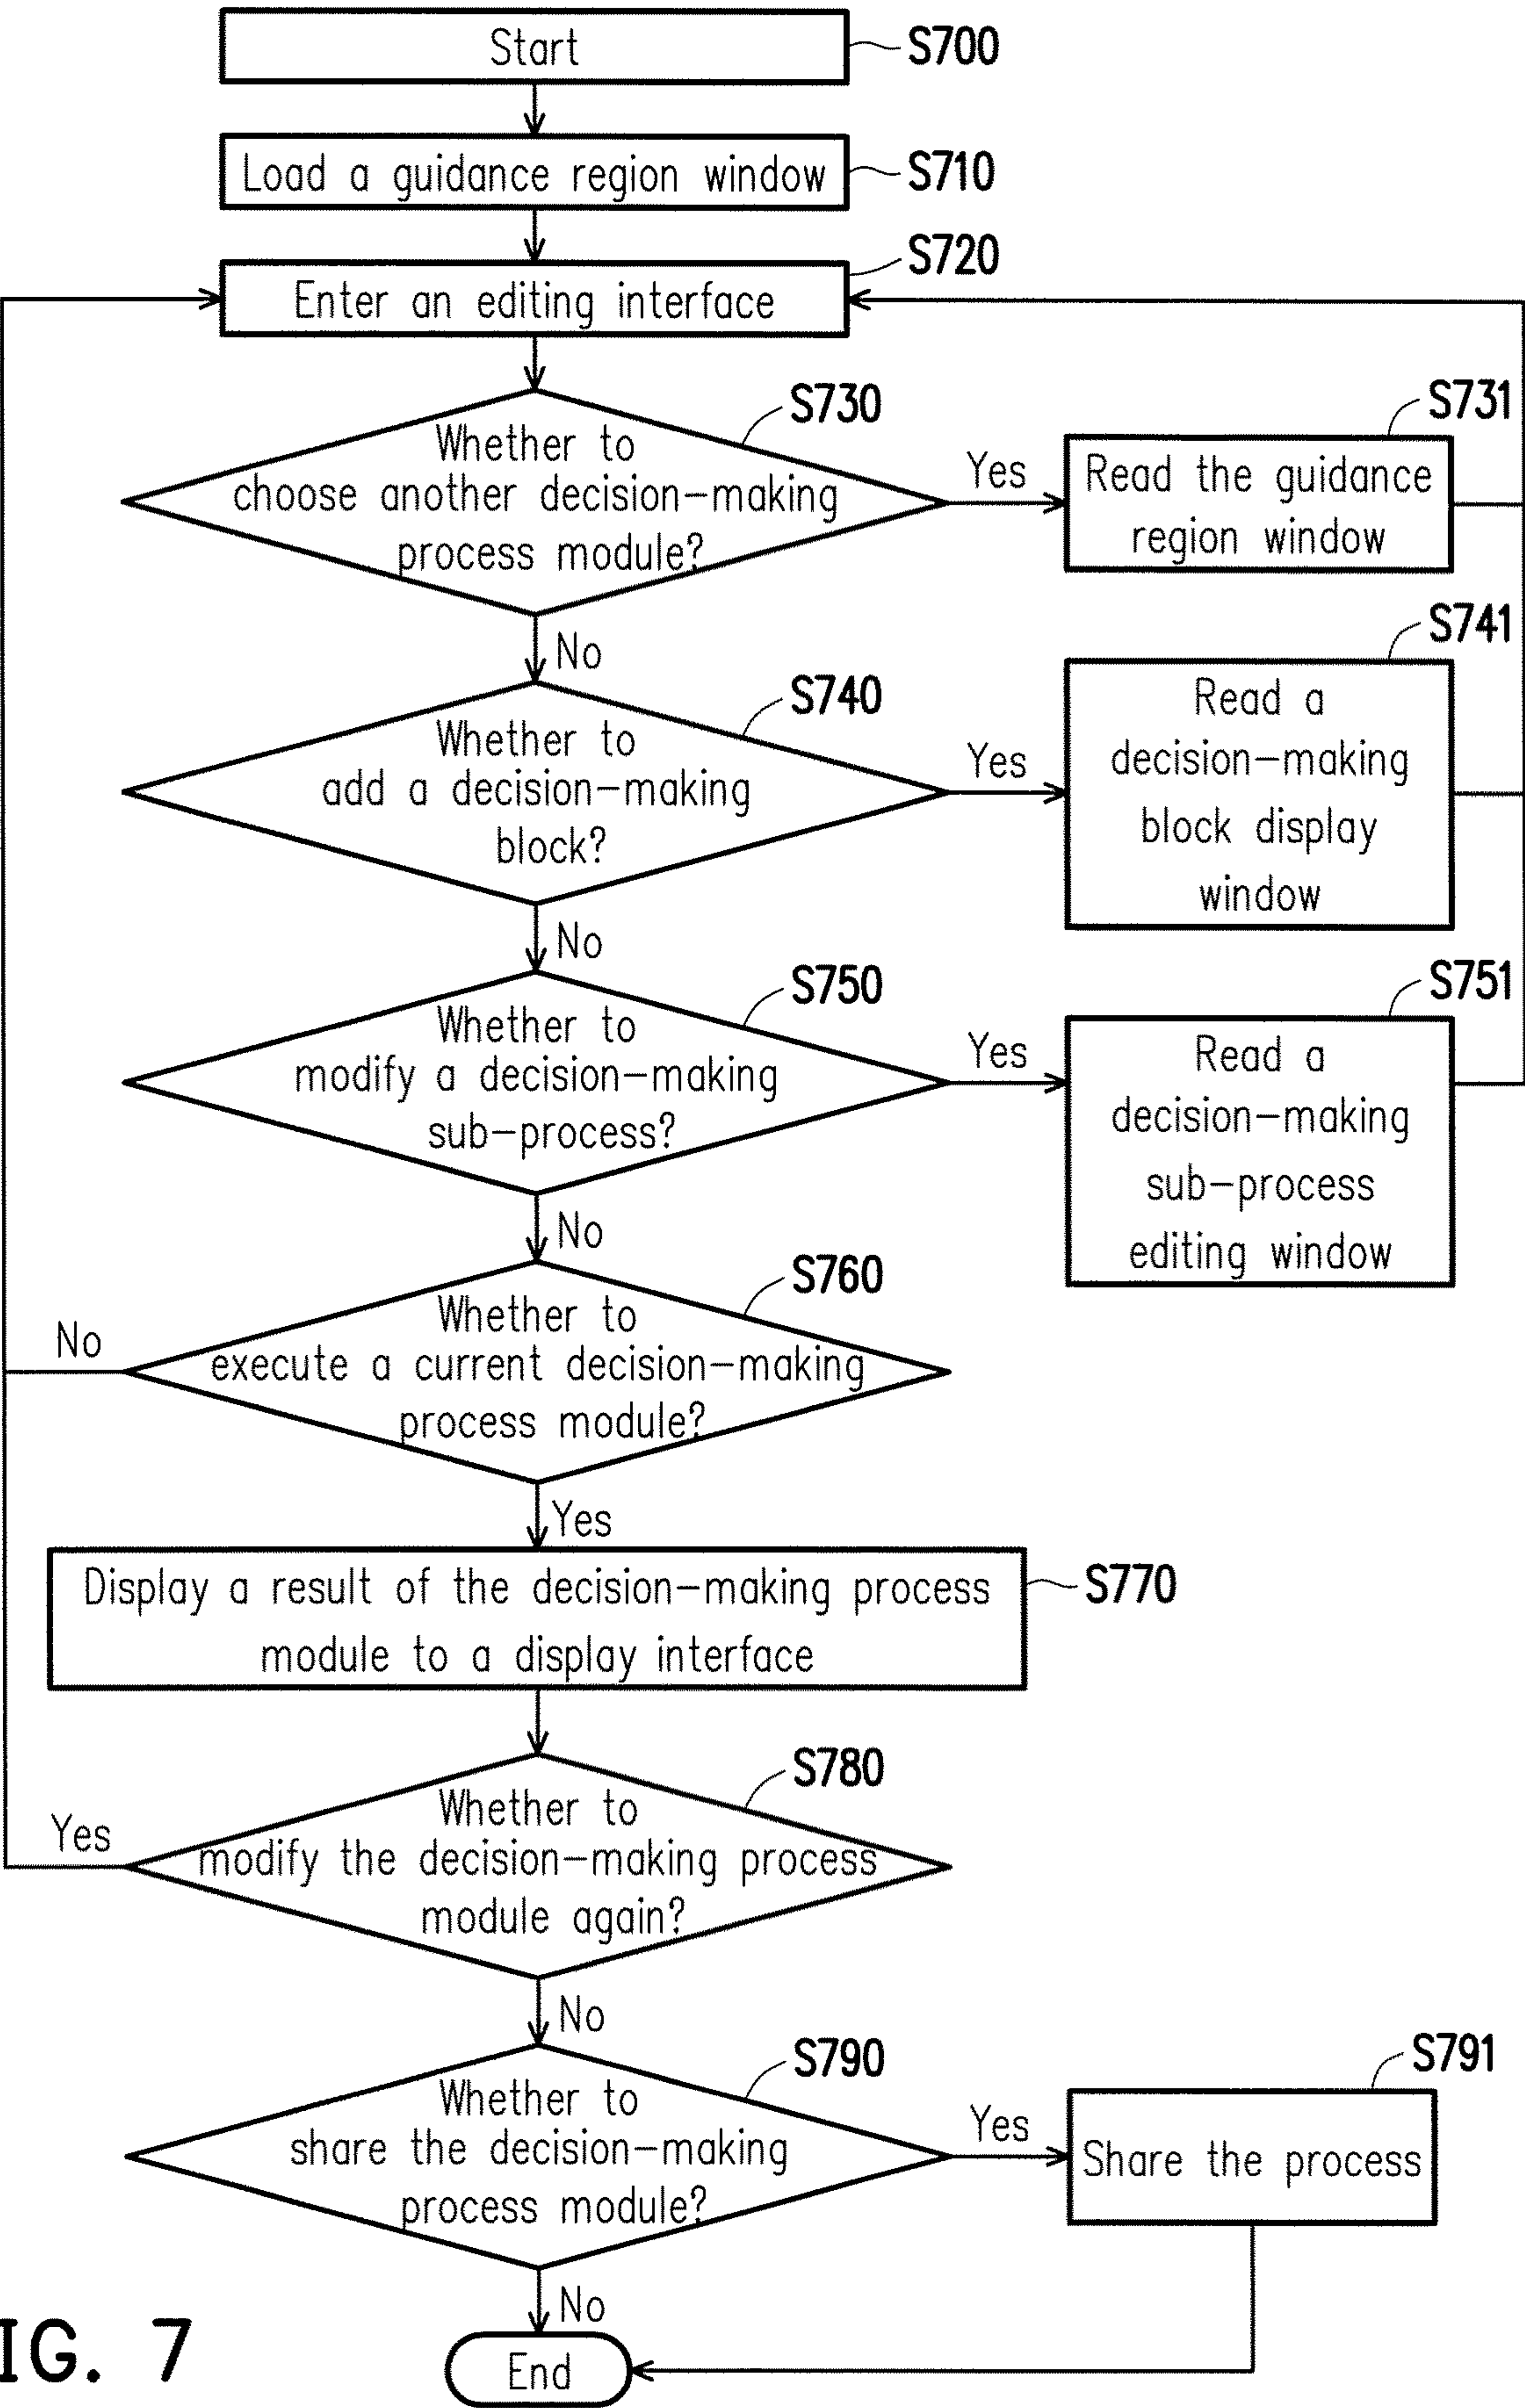 Start
S700
Load a guidance region window
S710
S720
Enter an editing interface
S730
Whether to
choose another decision-making
process module?
Yes
S731
Read the guidance
region window
No
S740
Whether to
add a decision-making
block?
Yes
S741
Read a
decision-making
block display
window
No
S750
Whether to
modify a decision-making
sub-process?
Yes
S751
Read a
decision-making
sub-process
editing window
No
S760
Whether to
execute a current decision-making
process module?
No
Yes
Display a result of the decision-making process
module to a display interface
S770
S780
Whether to
modify the decision-making process
module again?
Yes
No
S790
Whether to
share the decision-making
process module?
Yes
S791
Share the process
No
End
IG. 7